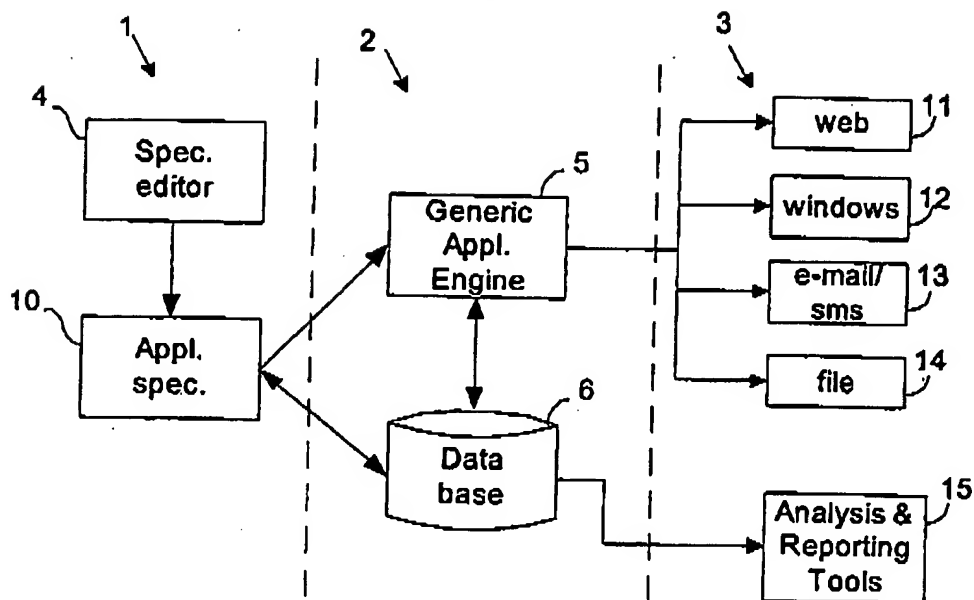 1
2
3
4
Spec.
editor
10
Appl.
spec.
5
Generic
Appl.
Engine
6
Data
base
web
11
windows
12
e-mail/
sms
13
file
14
Analysis &
Reporting
Tools
15